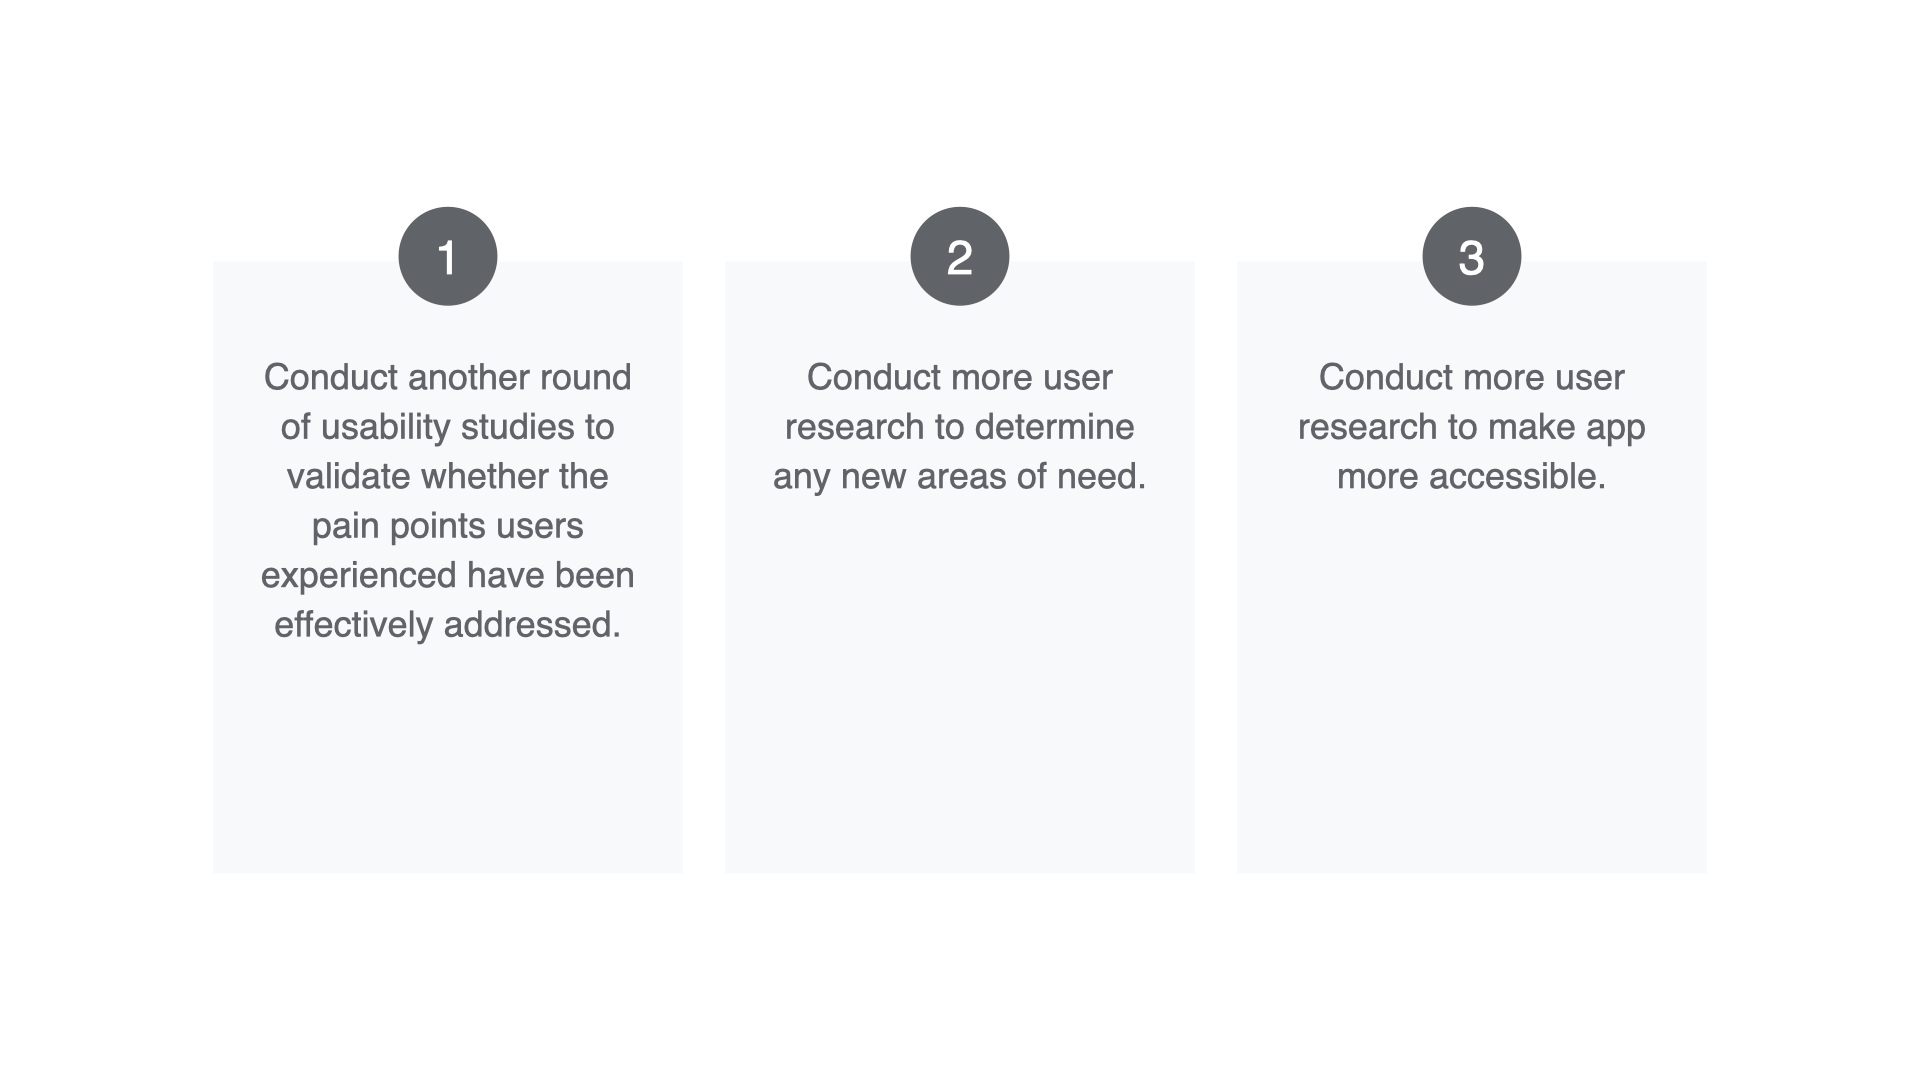 1
Conduct another round
of usability studies to
validate whether the
pain points users
experienced have been
effectively addressed.
2
Conduct more user
research to determine
any new areas of need.
3
Conduct more user
research to make app
more accessible.